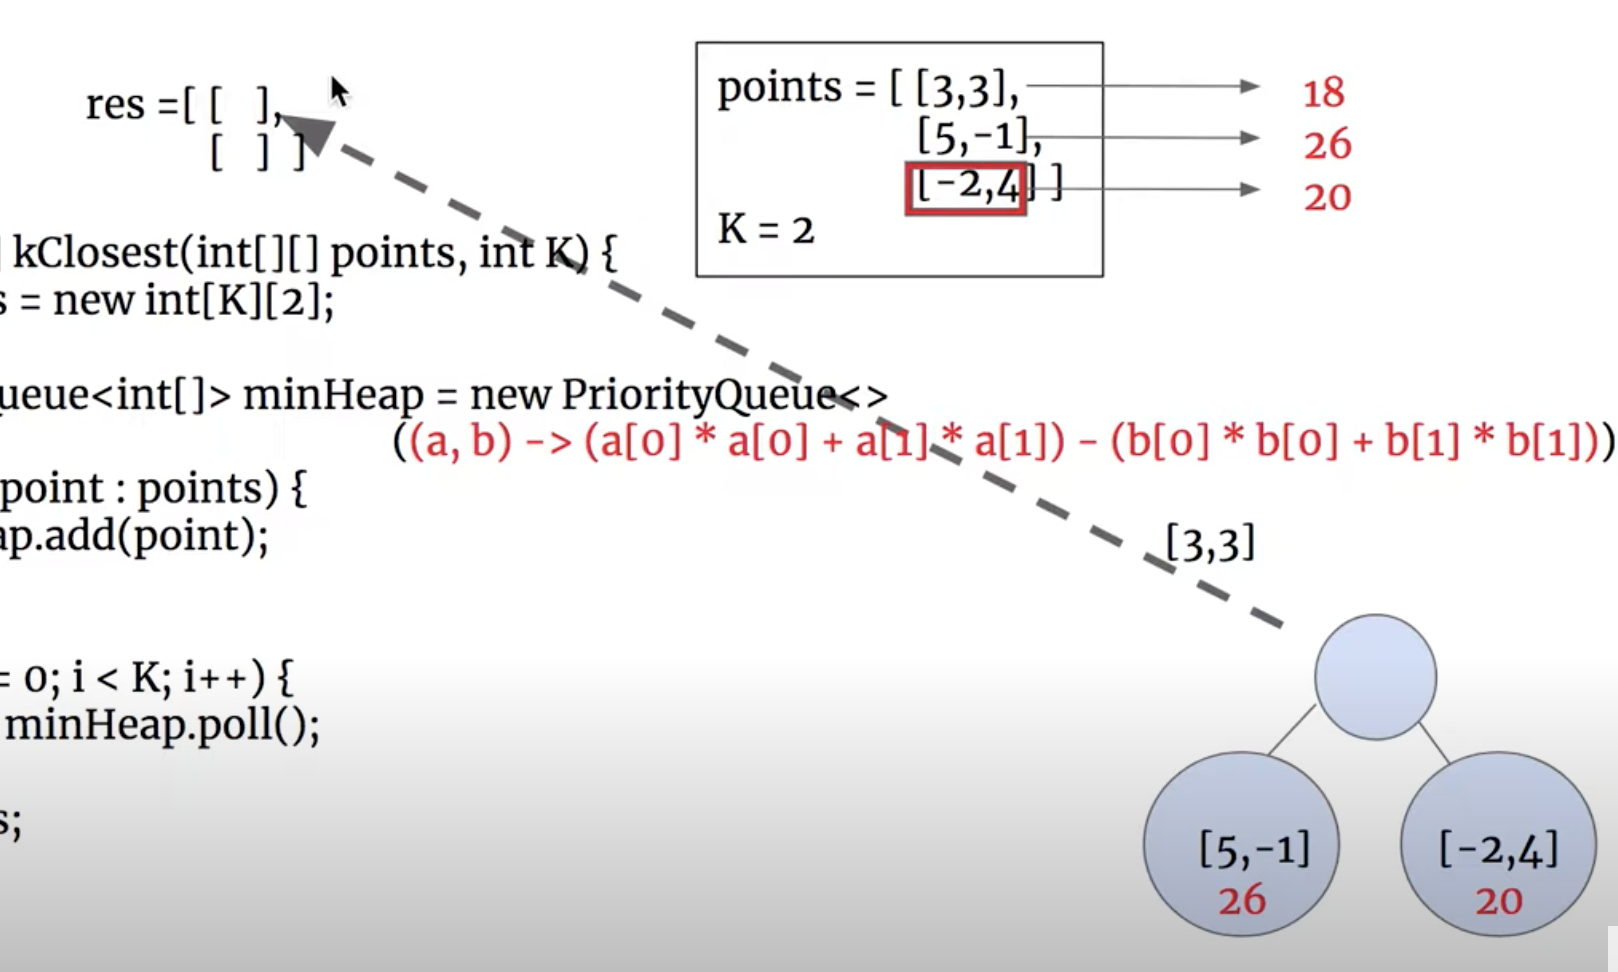 res =[ [ ],
[ ] ]
points = [ [3,3],
[5,-1],
[-2,4] ]
K = 2
18
26
20
] kClosest(int[][] points, int K) {
s = new int[K][2];
ueue<int[]> minHeap = new PriorityQueue<>
((a, b) -> (a[0] * a[0] + a[1] * a[1]) - (b[0] * b[0] + b[1] * b[1]))
point : points) {
ap.add(point);
= 0; i < K; i++) {
minHeap.poll();
s;
[3,3]
[5,-1]
26
[-2,4]
20